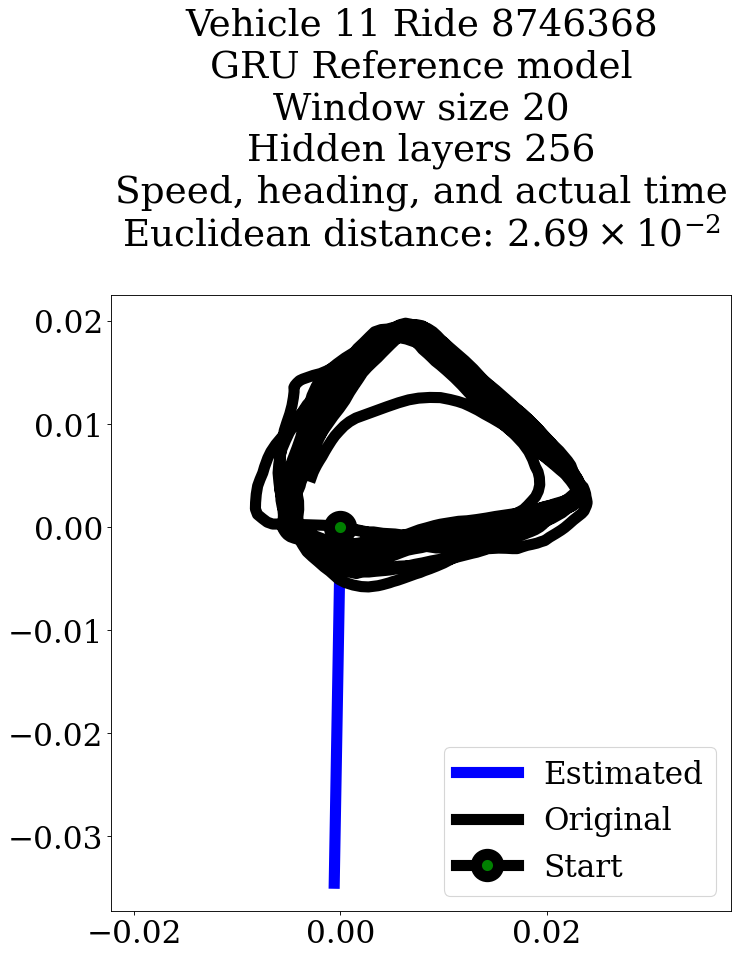 Vehicle 11 Ride 8746368
GRU Reference model
Window size 20
Hidden layers 256
Speed, heading, and actual time
Euclidean distance: 2.69 × 10⁻²
0.02
0.01
0.00
−0.01
−0.02
−0.03
−0.02 0.00 0.02
Estimated
Original
Start